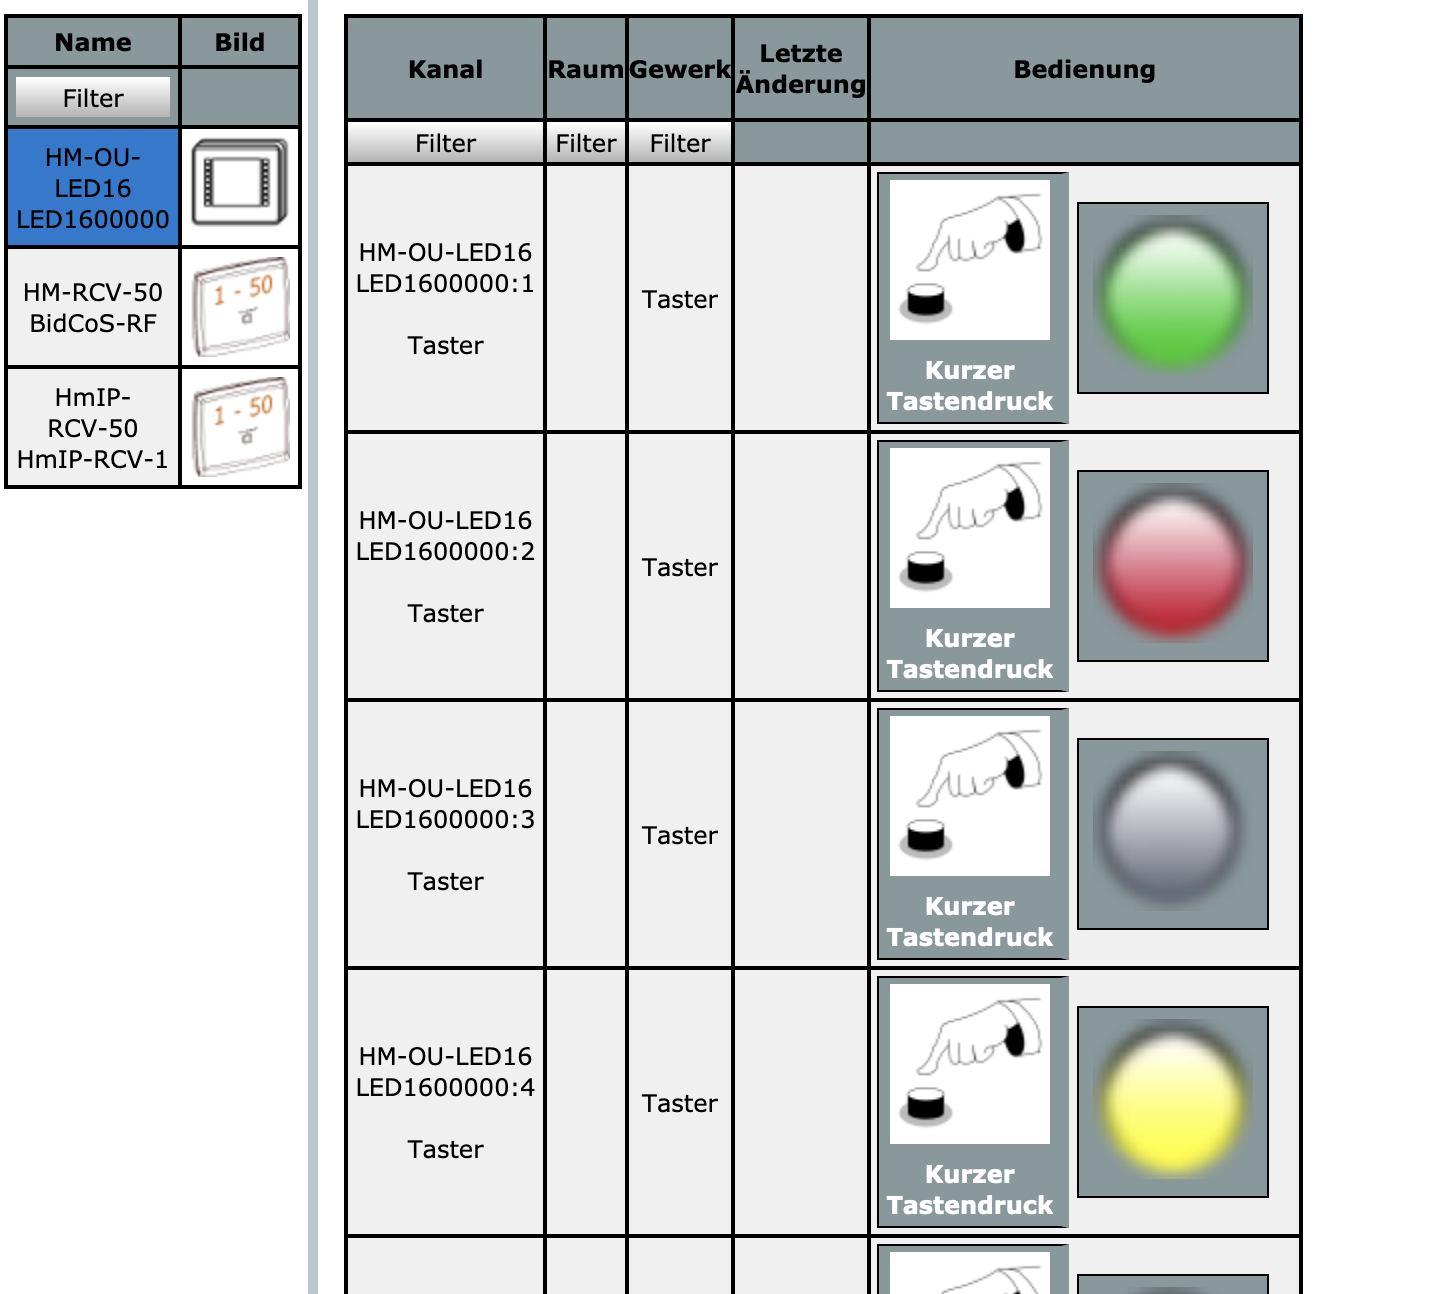 Name
Bild
Filter
HM-OU-
LED16
LED1600000
HM-RCV-50
BidCoS-RF
1 - 50
HmIP-
RCV-50
HmIP-RCV-1
1 - 50
Kanal
Raum
Gewerk
Letzte
Änderung
Bedienung
Filter
Filter
Filter
HM-OU-LED16
LED1600000:1
Taster
Taster
Kurzer
Tastendruck
HM-OU-LED16
LED1600000:2
Taster
Taster
Kurzer
Tastendruck
HM-OU-LED16
LED1600000:3
Taster
Taster
Kurzer
Tastendruck
HM-OU-LED16
LED1600000:4
Taster
Taster
Kurzer
Tastendruck